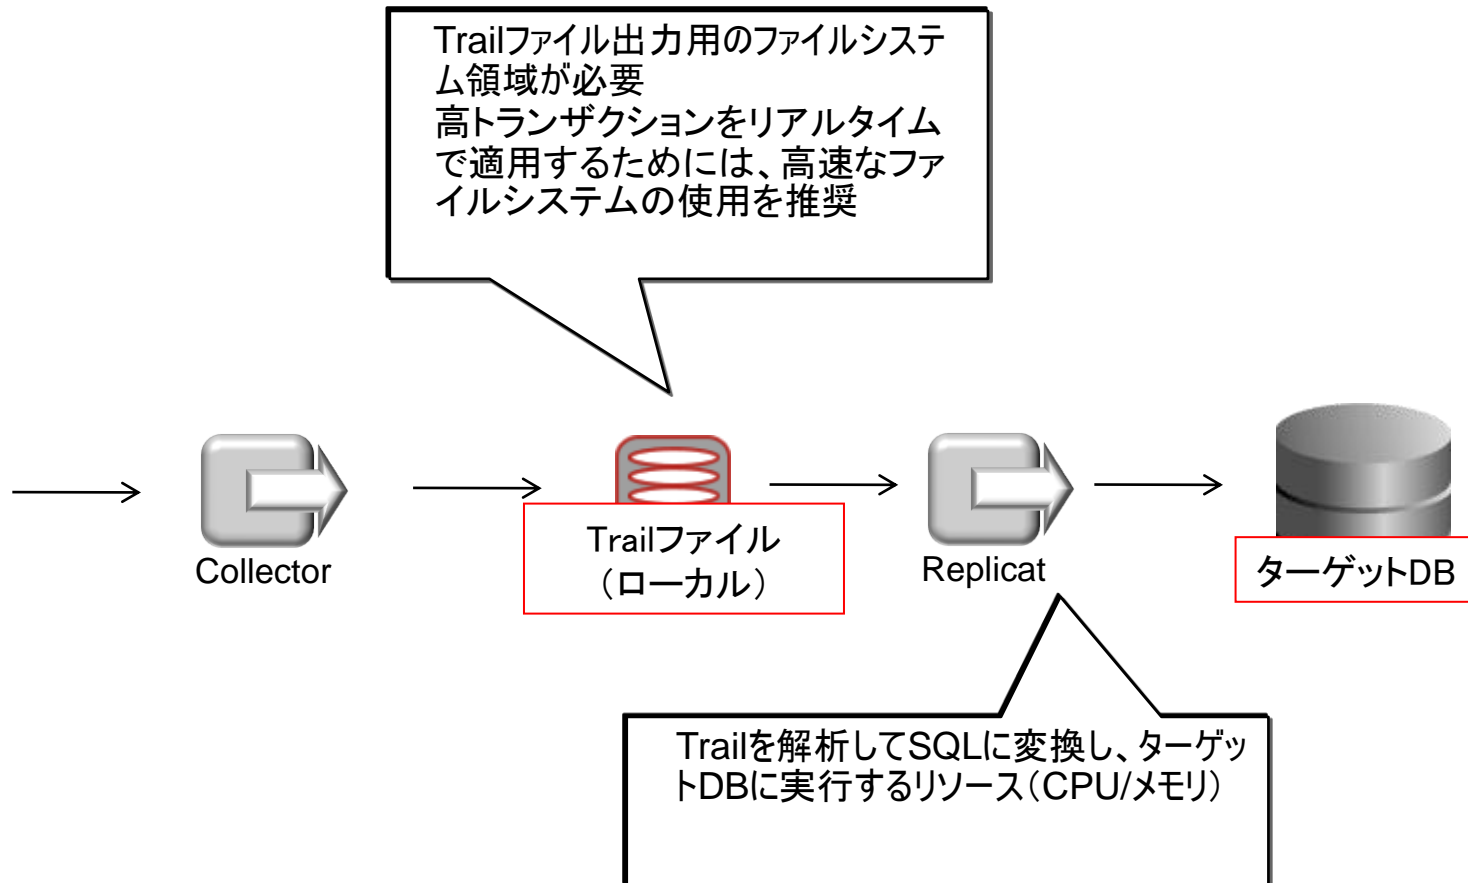 Trailファイル出力用のファイルシステ
ム領域が必要
高トランザクションをリアルタイム
で適用するためには、高速なファ
イルシステムの使用を推奨
Collector
Trailファイル
（ローカル）
Replicat
ターゲットDB
Trailを解析してSQLに変換し、ターゲッ
トDBに実行するリソース（CPU/メモリ）